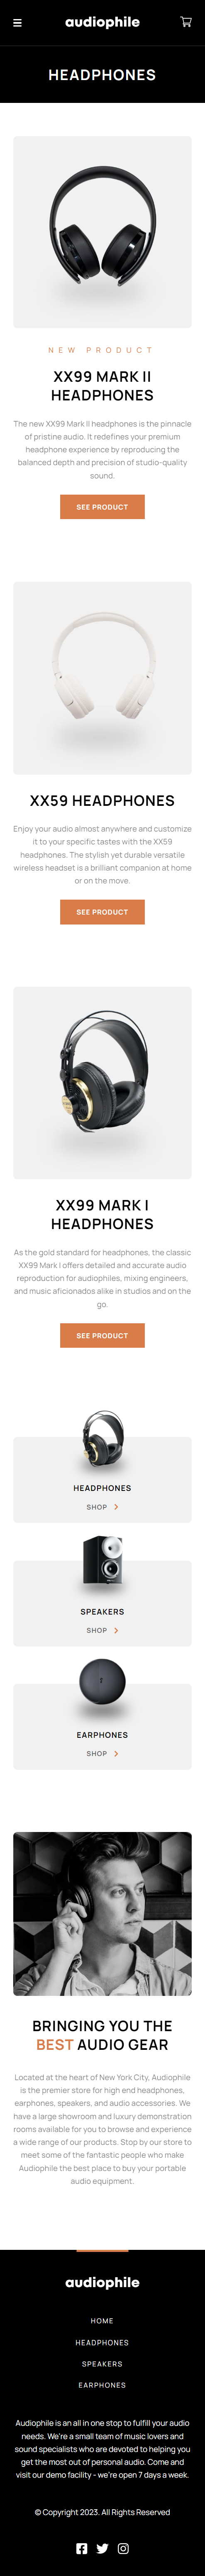 audiophile
HEADPHONES
NEW PRODUCT
XX99 MARK II
HEADPHONES
The new XX99 Mark II headphones is the pinnacle
of pristine audio. It redefines your premium
headphone experience by reproducing the
balanced depth and precision of studio-quality
sound.
SEE PRODUCT
XX59 HEADPHONES
Enjoy your audio almost anywhere and customize
it to your specific tastes with the XX59
headphones. The stylish yet durable versatile
wireless headset is a brilliant companion at home
or on the move.
SEE PRODUCT
XX99 MARK I
HEADPHONES
As the gold standard for headphones, the classic
XX99 Mark I offers detailed and accurate audio
reproduction for audiophiles, mixing engineers,
and music aficionados alike in studios and on the
go.
SEE PRODUCT
HEADPHONES
SHOP
SPEAKERS
SHOP
EARPHONES
SHOP
BRINGING YOU THE
BEST AUDIO GEAR
Located at the heart of New York City, Audiophile
is the premier store for high end headphones,
earphones, speakers, and audio accessories. We
have a large showroom and luxury demonstration
rooms available for you to browse and experience
a wide range of our products. Stop by our store to
meet some of the fantastic people who make
Audiophile the best place to buy your portable
audio equipment.
audiophile
HOME
HEADPHONES
SPEAKERS
EARPHONES
Audiophile is an all in one stop to fulfill your audio
needs. We're a small team of music lovers and
sound specialists who are devoted to helping you
get the most out of personal audio. Come and
visit our demo facility - we're open 7 days a week.
© Copyright 2023. All Rights Reserved